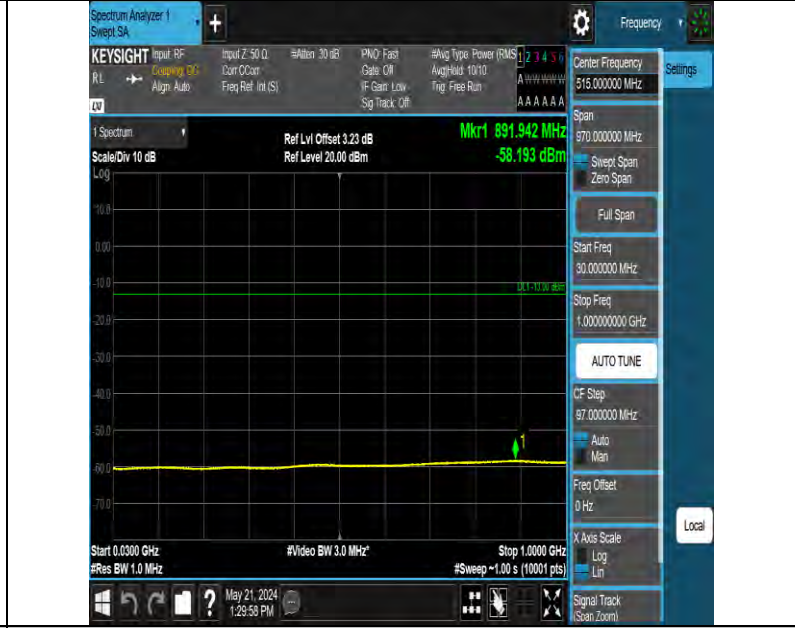 Spectrum Analyzer 1
Swept SA
+
Frequency
KEYSIGHT
Input: RF
Coupling: DC
Align: Auto
Input Z: 50 Ω
Corr CCorr
Freq Ref: Int (S)
#Atten: 30 dB
PNO: Fast
Gate: Off
IF Gain: Low
Sig Track: Off
#Avg Type: Power (RMS
Avg|Hold: 10/10
Trig: Free Run
1 2 3 4 5 6
A W W W W W
A A A A A A
RL
LXI
1 Spectrum
Scale/Div 10 dB
Log
Ref Lvl Offset 3.23 dB
Ref Level 20.00 dBm
Mkr1 891.942 MHz
-58.193 dBm
10.0
0.00
-10.0
DL1 -13.00 dBm
-20.0
-30.0
-40.0
-50.0
1
-60.0
-70.0
Start 0.0300 GHz
#Res BW 1.0 MHz
#Video BW 3.0 MHz*
Stop 1.0000 GHz
#Sweep ~1.00 s (10001 pts)
?
May 21, 2024
1:29:58 PM
Center Frequency
515.000000 MHz
Span
970.000000 MHz
Swept Span
Zero Span
Full Span
Start Freq
30.000000 MHz
Stop Freq
1.000000000 GHz
AUTO TUNE
CF Step
97.000000 MHz
Auto
Man
Freq Offset
0 Hz
X Axis Scale
Log
Lin
Signal Track
(Span Zoom)
Settings
Local